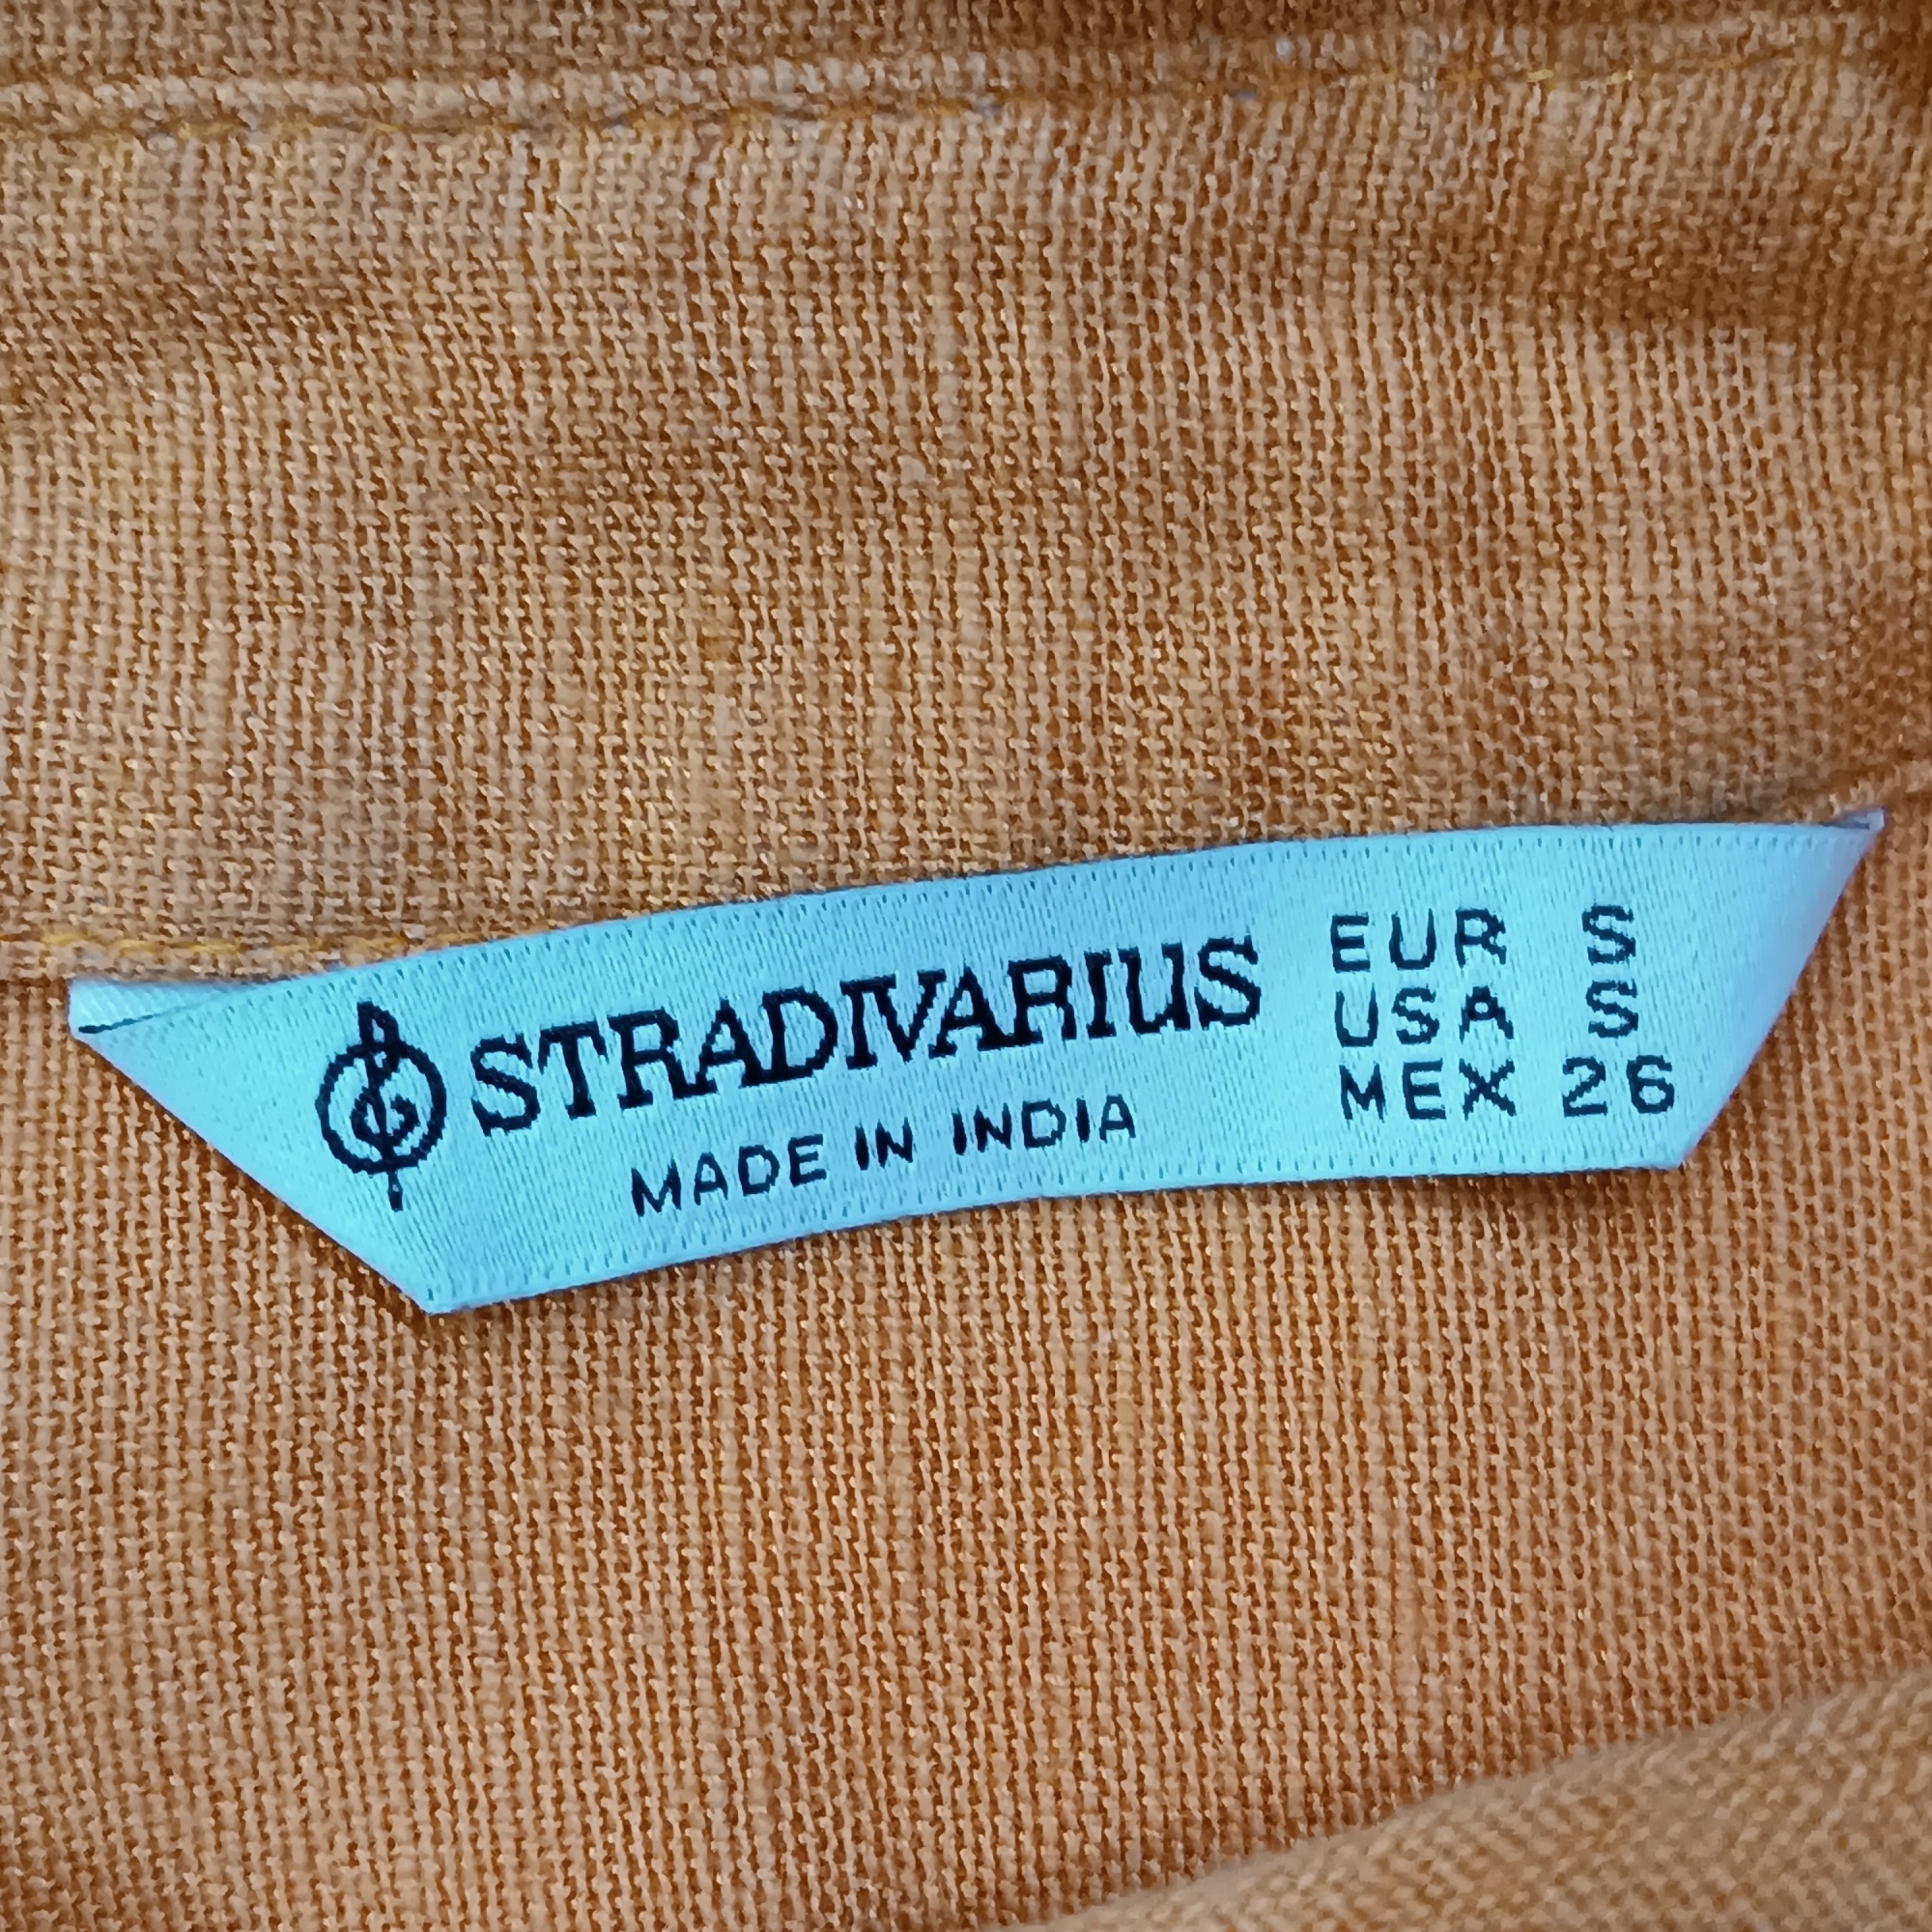 STRADIVARIUS
MADE IN INDIA
EUR S
USA S
MEX 26